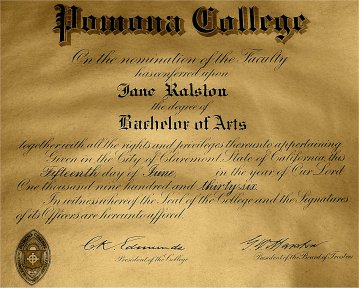 Pomona College
On the nomination of the Faculty
has conferred upon
Jane Ralston
the degree of
Bachelor of Arts
together with all the rights and privileges thereunto appertaining
Given in the City of Claremont State of California, this
Fifteenth day of June, in the year of Our Lord
One thousand nine hundred and thirty-six.
In witness whereof the Seal of the College and the Signatures
of its Officers are hereunto affixed.
C.K. Edmunds
President of the College
President of the Board of Trustees